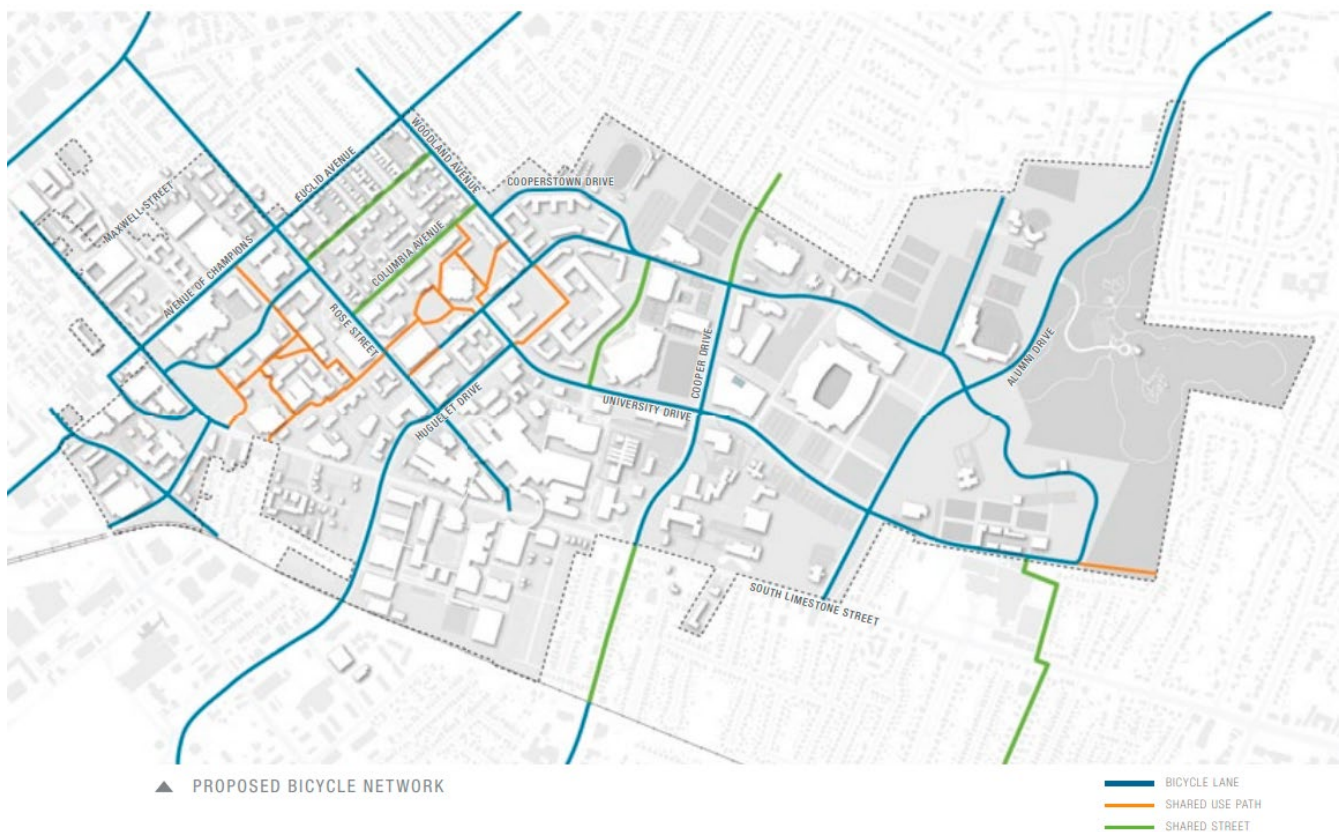 WOODLAND AVENUE
EUCLID AVENUE
COOPERSTOWN DRIVE
MAXWELL STREET
COLUMBIA AVENUE
AVENUE OF CHAMPIONS
ROSE STREET
COOPER DRIVE
ALUMNI DRIVE
HUGUELET DRIVE
UNIVERSITY DRIVE
SOUTH LIMESTONE STREET
PROPOSED BICYCLE NETWORK
BICYCLE LANE
SHARED USE PATH
SHARED STREET